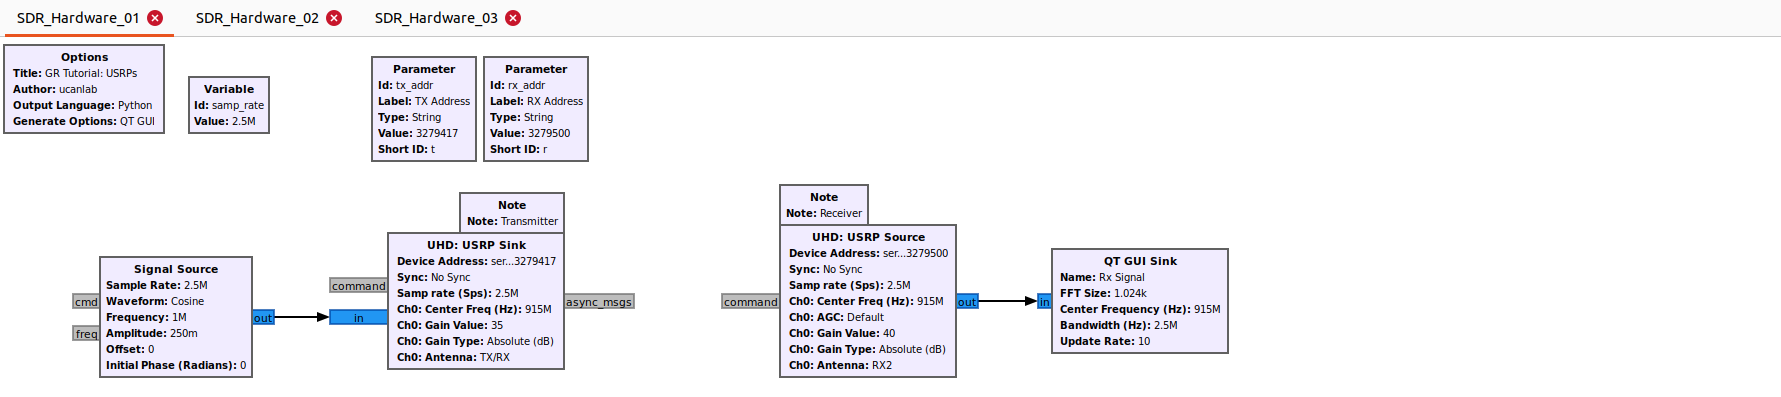 SDR_Hardware_01 SDR_Hardware_02 SDR_Hardware_03
Options
Title: GR Tutorial: USRPs
Author: ucanlab
Output Language: Python
Generate Options: QT GUI
Variable
Id: samp_rate
Value: 2.5M
Parameter
Id: tx_addr
Label: TX Address
Type: String
Value: 3279417
Short ID: t
Parameter
Id: rx_addr
Label: RX Address
Type: String
Value: 3279500
Short ID: r
Signal Source
Sample Rate: 2.5M
Waveform: Cosine
Frequency: 1M
Amplitude: 250m
Offset: 0
Initial Phase (Radians): 0
cmd
freq
out
Note
Note: Transmitter
UHD: USRP Sink
Device Address: ser...3279417
Sync: No Sync
Samp rate (Sps): 2.5M
Ch0: Center Freq (Hz): 915M
Ch0: Gain Value: 35
Ch0: Gain Type: Absolute (dB)
Ch0: Antenna: TX/RX
command
in
async_msgs
Note
Note: Receiver
UHD: USRP Source
Device Address: ser...3279500
Sync: No Sync
Samp rate (Sps): 2.5M
Ch0: Center Freq (Hz): 915M
Ch0: AGC: Default
Ch0: Gain Value: 40
Ch0: Gain Type: Absolute (dB)
Ch0: Antenna: RX2
command
out
QT GUI Sink
Name: Rx Signal
FFT Size: 1.024k
Center Frequency (Hz): 915M
Bandwidth (Hz): 2.5M
Update Rate: 10
in